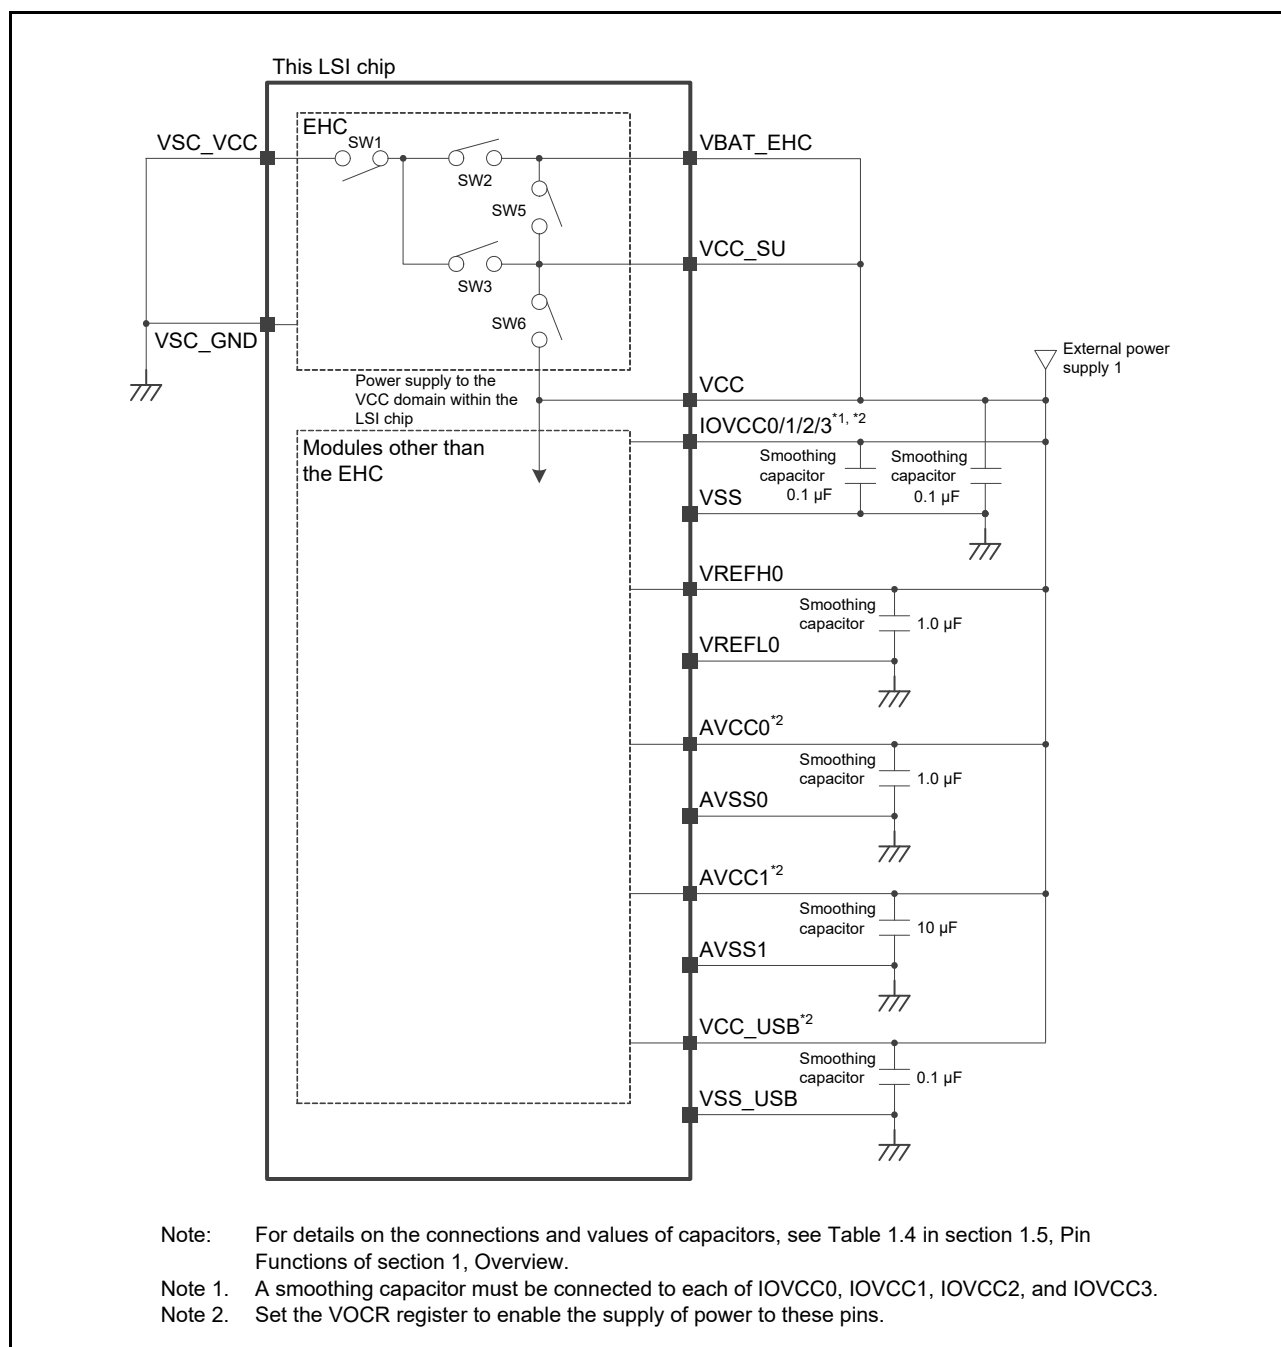 This LSI chip
EHC
VSC_VCC
SW1
VBAT_EHC
SW2
SW5
VCC_SU
SW3
SW6
VSC_GND
External power
supply 1
Power supply to the
VCC domain within the
LSI chip
VCC
IOVCC0/1/2/3*1, *2
Modules other than
the EHC
Smoothing
capacitor
0.1 µF
Smoothing
capacitor
0.1 µF
VSS
VREFH0
Smoothing
capacitor
1.0 µF
VREFL0
AVCC0*2
Smoothing
capacitor
1.0 µF
AVSS0
AVCC1*2
Smoothing
capacitor
10 µF
AVSS1
VCC_USB*2
Smoothing
capacitor
0.1 µF
VSS_USB
Note: For details on the connections and values of capacitors, see Table 1.4 in section 1.5, Pin
Functions of section 1, Overview.
Note 1. A smoothing capacitor must be connected to each of IOVCC0, IOVCC1, IOVCC2, and IOVCC3.
Note 2. Set the VOCR register to enable the supply of power to these pins.